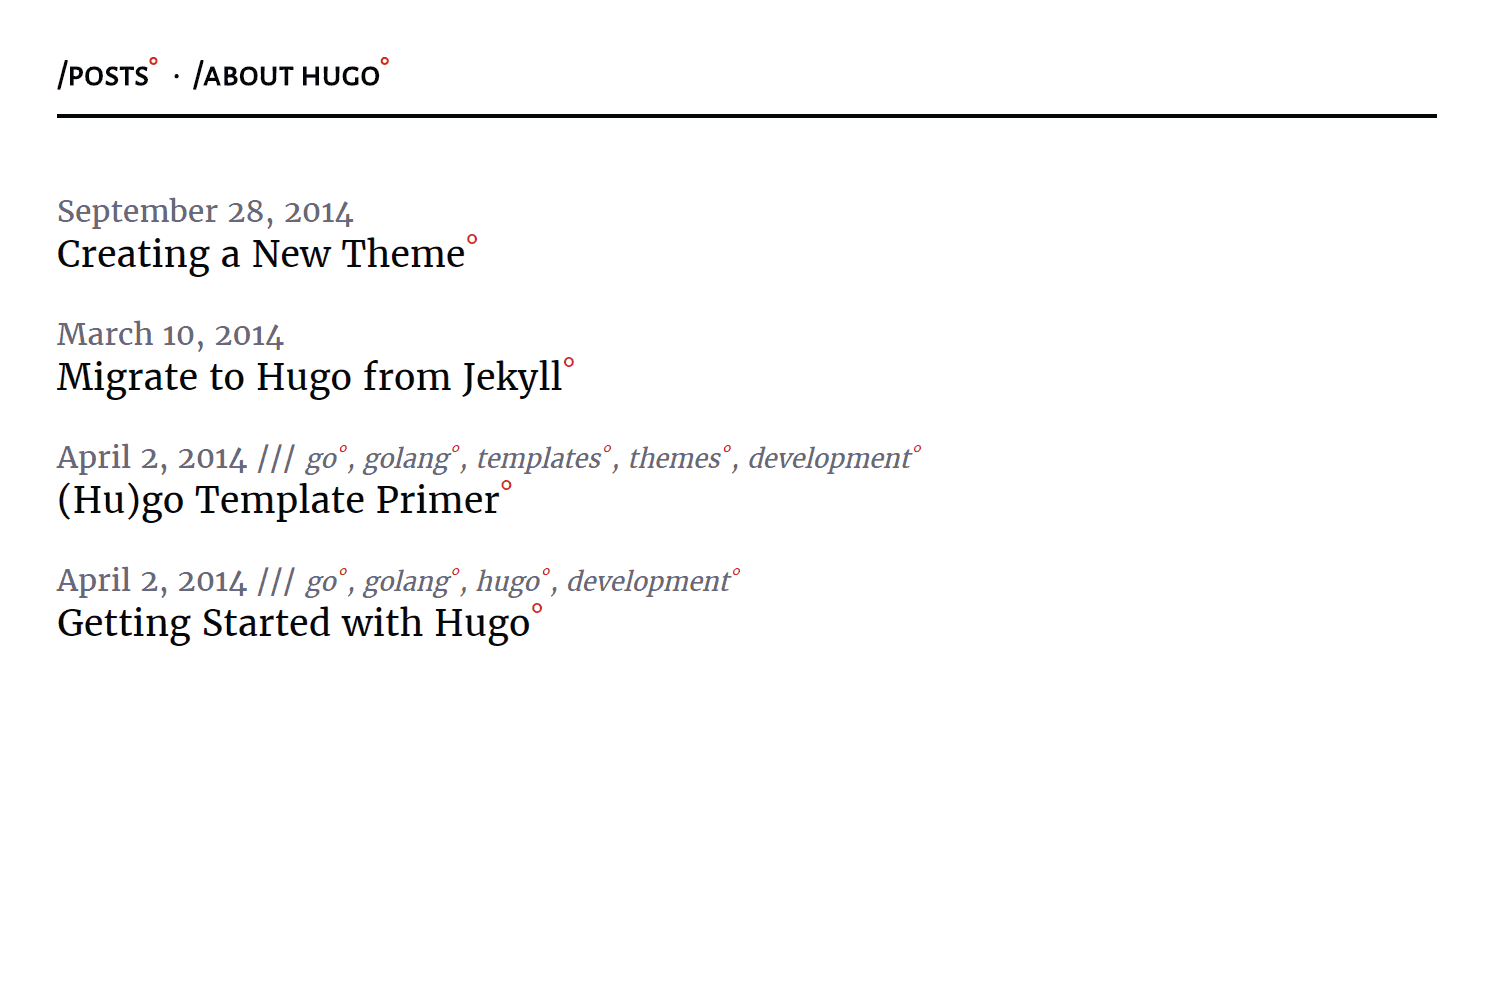 /POSTS° · /ABOUT HUGO°
September 28, 2014
Creating a New Theme°
March 10, 2014
Migrate to Hugo from Jekyll°
April 2, 2014 /// go°, golang°, templates°, themes°, development°
(Hu)go Template Primer°
April 2, 2014 /// go°, golang°, hugo°, development°
Getting Started with Hugo°